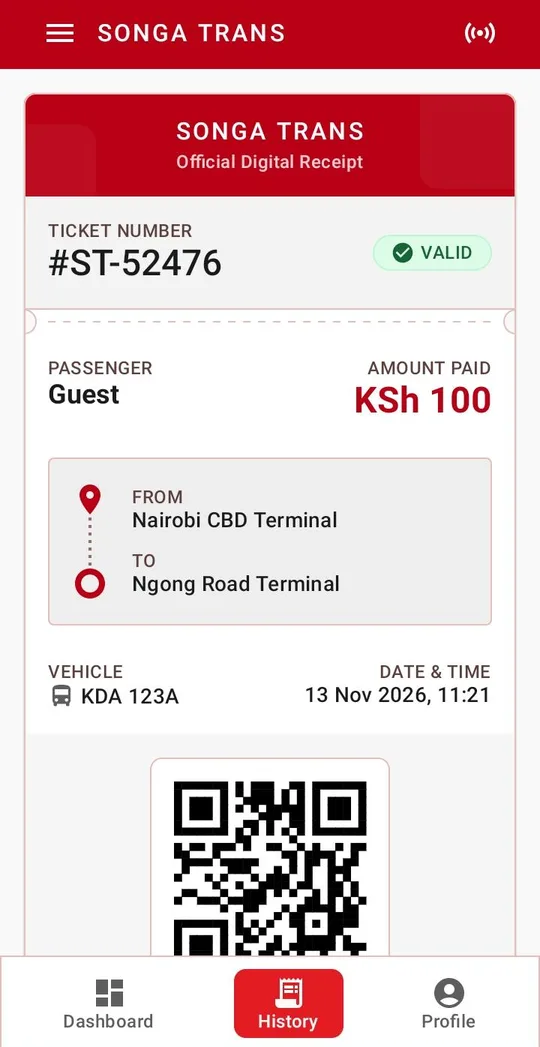 SONGA TRANS
SONGA TRANS
Official Digital Receipt
TICKET NUMBER
#ST-52476
VALID
PASSENGER
Guest
AMOUNT PAID
KSh 100
FROM
Nairobi CBD Terminal
TO
Ngong Road Terminal
VEHICLE
KDA 123A
DATE & TIME
13 Nov 2026, 11:21
Dashboard
History
Profile